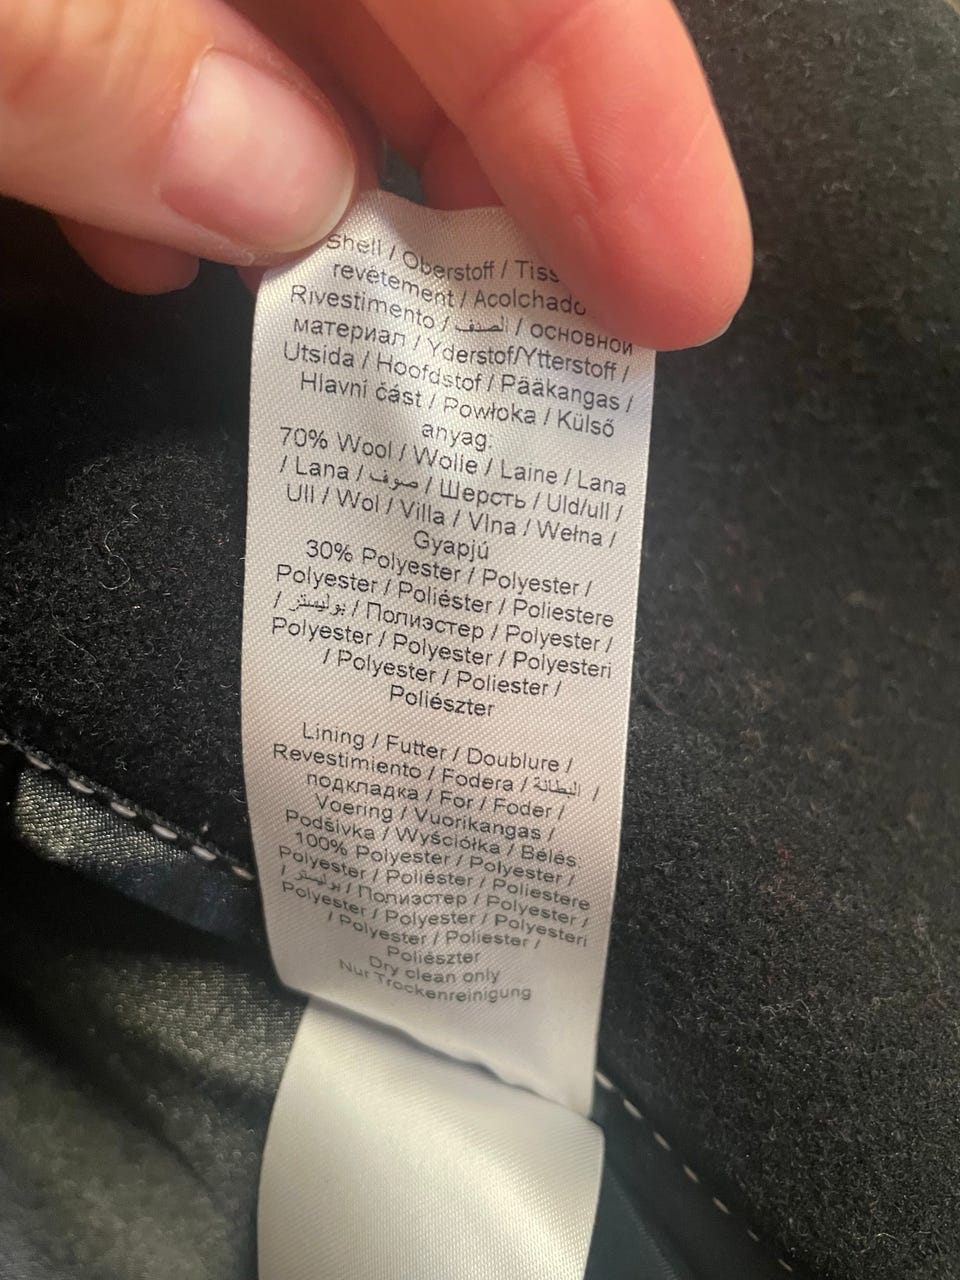 Shell / Oberstoff / Tiss
revêtement / Acolchado
Rivestimento / الصدف / основной
материал / Yderstof/Ytterstoff /
Utsida / Hoofdstof / Pääkangas /
Hlavní část / Powłoka / Külső
anyag:
70% Wool / Wolle / Laine / Lana
/ Lana / صوف / Шерсть / Uld/ull /
Ull / Wol / Villa / Vlna / Wełna /
Gyapjú
30% Polyester / Polyester /
Polyester / Poliéster / Poliestere
/ بوليستر / Полиэстер / Polyester /
Polyester / Polyester / Polyesteri
/ Polyester / Poliester /
Poliészter
Lining / Futter / Doublure /
Revestimiento / Fodera / البطانة /
подкладка / For / Foder /
Voering / Vuorikangas /
Podšívka / Wyściółka / Bélés:
100% Polyester / Polyester /
Polyester / Poliéster / Poliestere
/ بوليستر / Полиэстер / Polyester /
Polyester / Polyester / Polyesteri
/ Polyester / Poliester /
Poliészter
Dry clean only
Nur Trockenreinigung